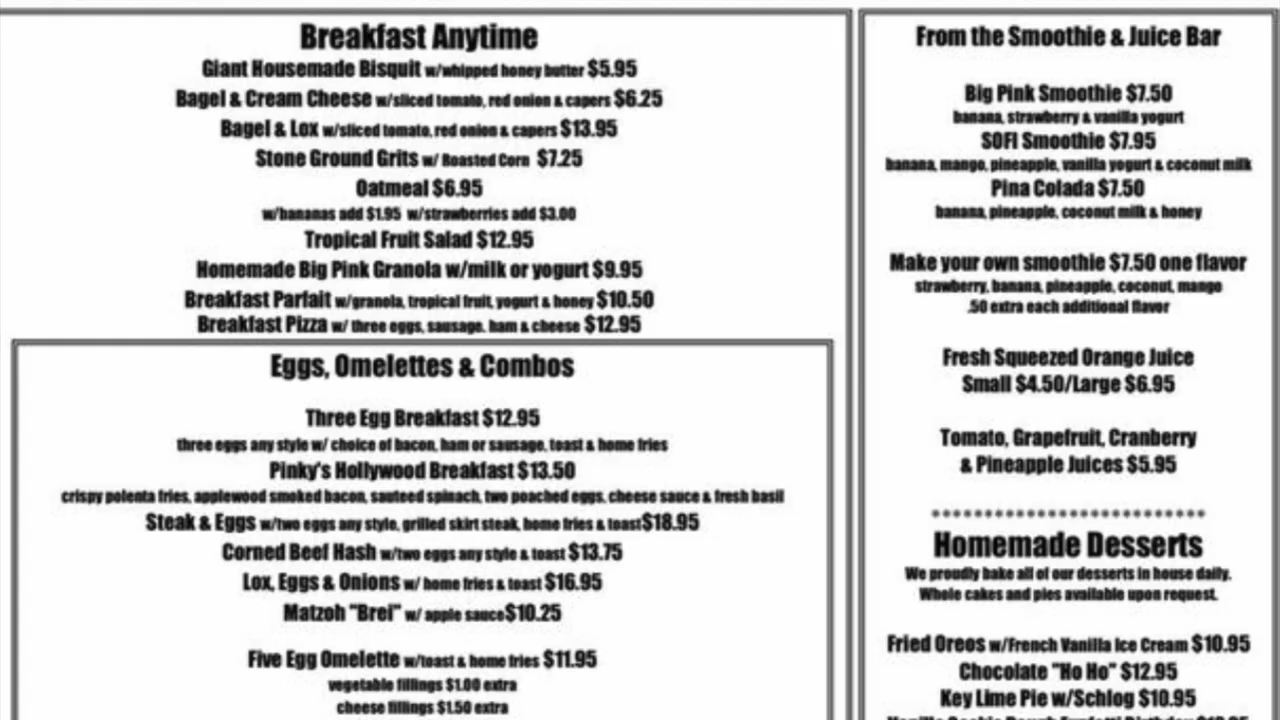 Breakfast Anytime
Giant Housemade Bisquit w/whipped honey butter $5.95
Bagel & Cream Cheese w/sliced tomato, red onion & capers $6.25
Bagel & Lox w/sliced tomato, red onion & capers $13.95
Stone Ground Grits w/ Roasted Corn $7.25
Oatmeal $6.95
w/bananas add $1.95 w/strawberries add $3.00
Tropical Fruit Salad $12.95
Homemade Big Pink Granola w/milk or yogurt $9.95
Breakfast Parfait w/granola, tropical fruit, yogurt & honey $10.50
Breakfast Pizza w/ three eggs, sausage, ham & cheese $12.95
Eggs, Omelettes & Combos
Three Egg Breakfast $12.95
three eggs any style w/ choice of bacon, ham or sausage, toast & home fries
Pinky's Hollywood Breakfast $13.50
crispy polenta fries, applewood smoked bacon, sauteed spinach, two poached eggs, cheese sauce & fresh basil
Steak & Eggs w/two eggs any style, grilled skirt steak, home fries & toast$18.95
Corned Beef Hash w/two eggs any style & toast $13.75
Lox, Eggs & Onions w/ home fries & toast $16.95
Matzoh "Brei" w/ apple sauce$10.25
Five Egg Omelette w/toast & home fries $11.95
vegetable fillings $1.00 extra
cheese fillings $1.50 extra
From the Smoothie & Juice Bar
Big Pink Smoothie $7.50
banana, strawberry & vanilla yogurt
SOFI Smoothie $7.95
banana, mango, pineapple, vanilla yogurt & coconut milk
Pina Colada $7.50
banana, pineapple, coconut milk & honey
Make your own smoothie $7.50 one flavor
strawberry, banana, pineapple, coconut, mango
.50 extra each additional flavor
Fresh Squeezed Orange Juice
Small $4.50/Large $6.95
Tomato, Grapefruit, Cranberry
& Pineapple Juices $5.95
**************************
Homemade Desserts
We proudly bake all of our desserts in house daily.
Whole cakes and pies available upon request.
Fried Oreos w/French Vanilla Ice Cream $10.95
Chocolate "Ho Ho" $12.95
Key Lime Pie w/Schlog $10.95